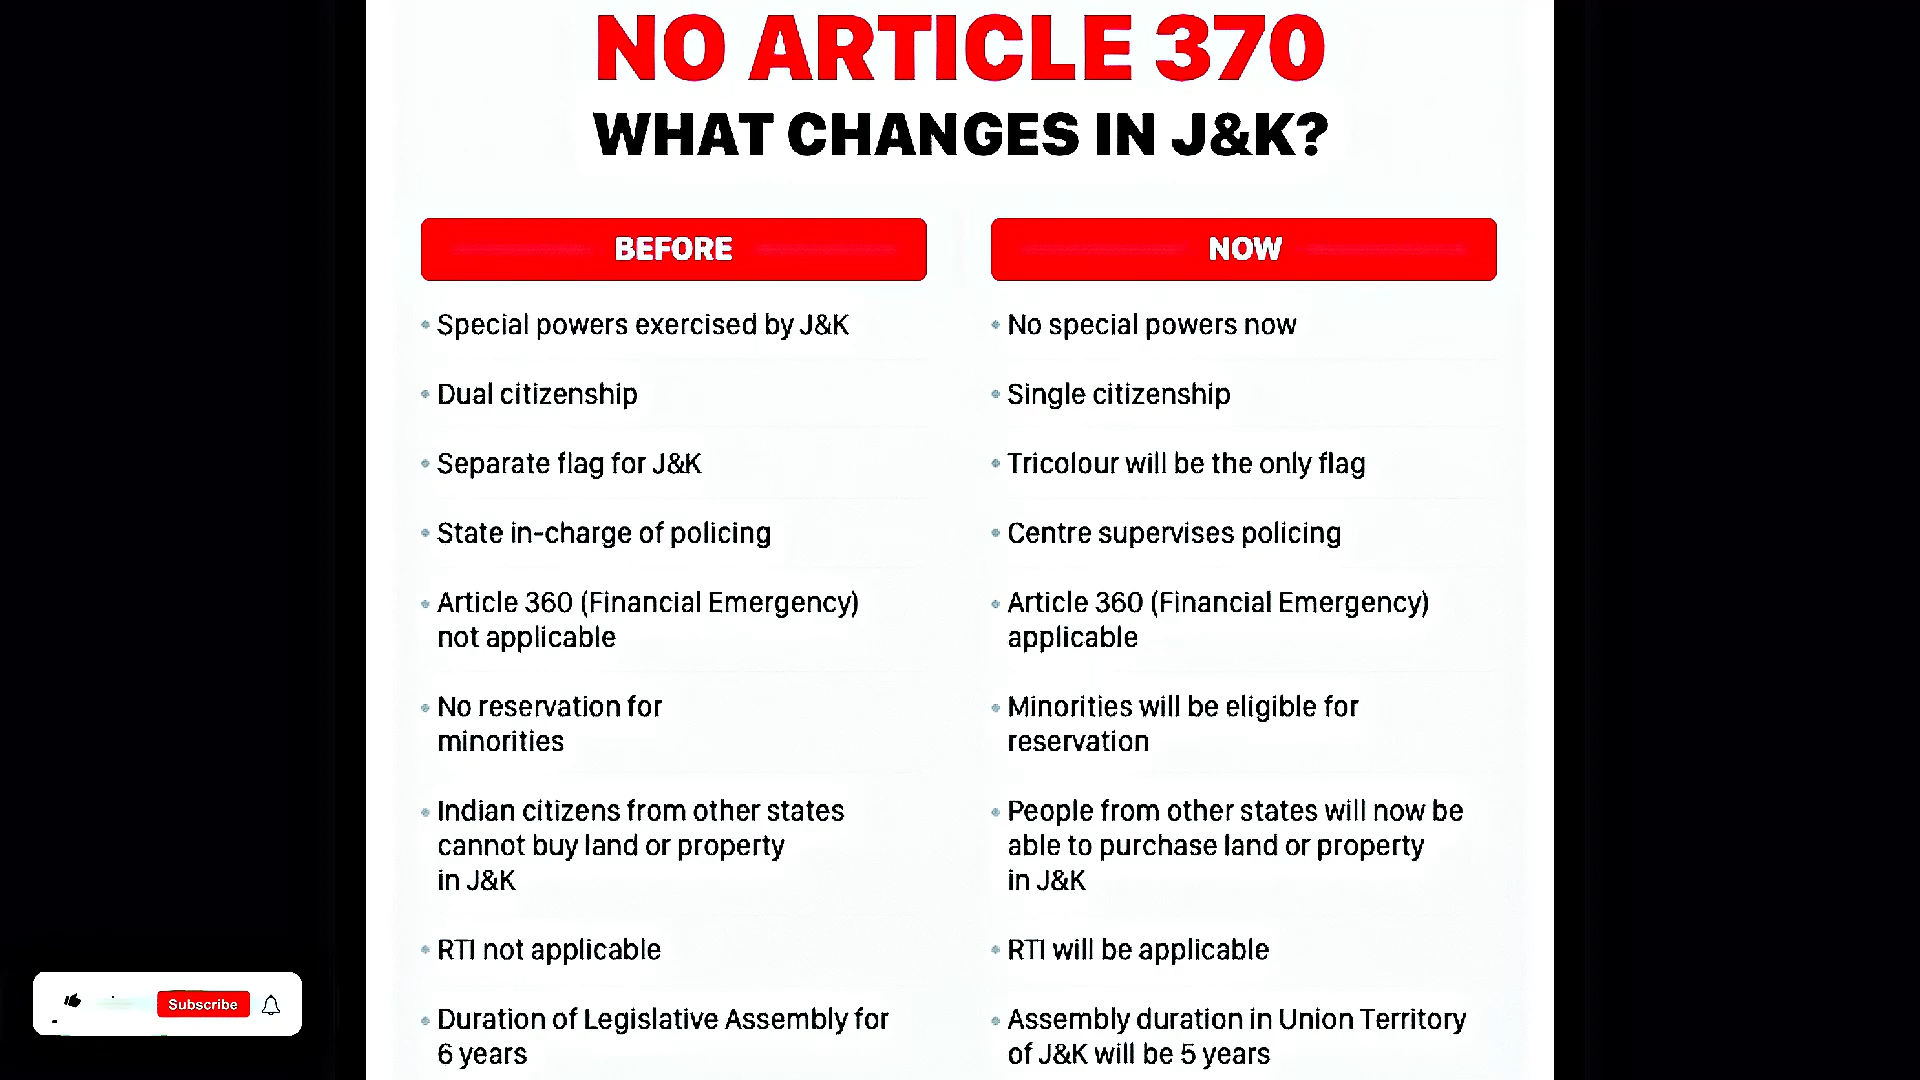 NO ARTICLE 370
WHAT CHANGES IN J&K?
BEFORE
Special powers exercised by J&K
Dual citizenship
Separate flag for J&K
State in-charge of policing
Article 360 (Financial Emergency)
not applicable
No reservation for
minorities
Indian citizens from other states
cannot buy land or property
in J&K
RTI not applicable
Duration of Legislative Assembly for
6 years
NOW
No special powers now
Single citizenship
Tricolour will be the only flag
Centre supervises policing
Article 360 (Financial Emergency)
applicable
Minorities will be eligible for
reservation
People from other states will now be
able to purchase land or property
in J&K
RTI will be applicable
Assembly duration in Union Territory
of J&K will be 5 years
Subscribe